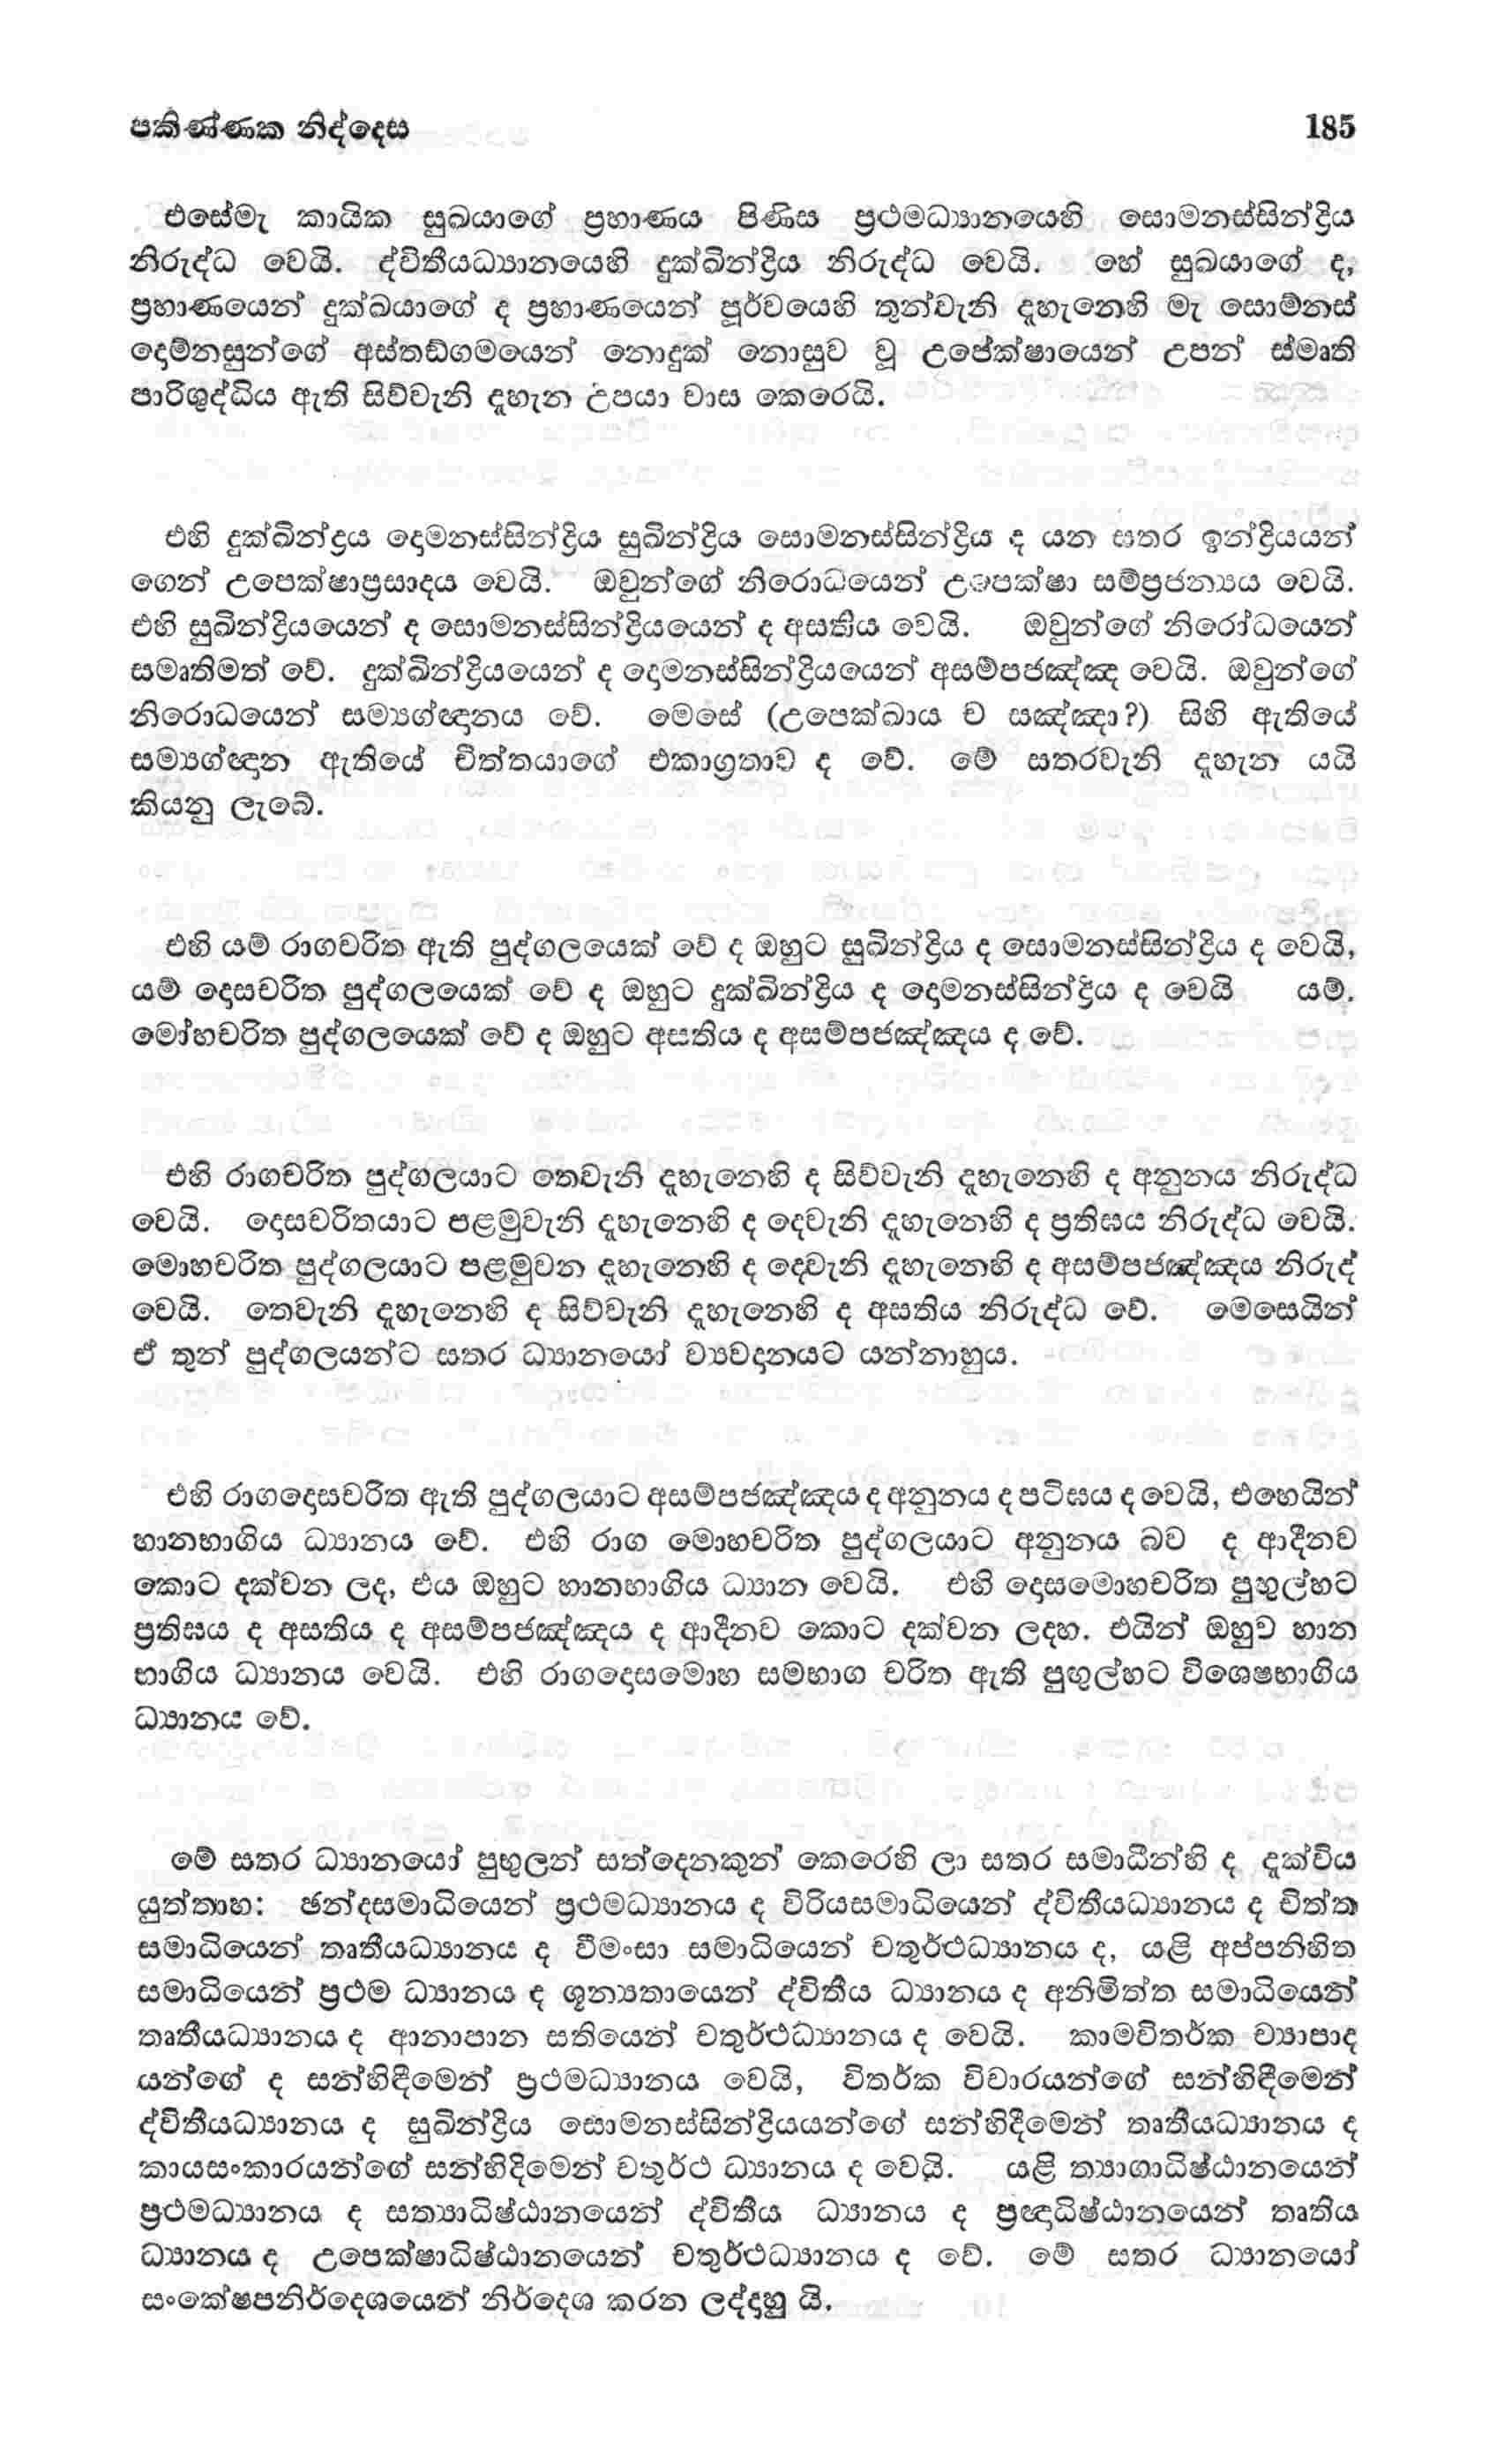 පකිණ්ණක නිද්දෙස 185
එසේමැ කායික සුඛයාගේ ප්‍රහාණය පිණිස ප්‍රථමධ්‍යානයෙහි සොමනස්සින්ද්‍රිය
නිරුද්ධ වෙයි. ද්විතීයධ්‍යානයෙහි දුක්ඛින්ද්‍රිය නිරුද්ධ වෙයි. හේ සුඛයාගේ ද,
ප්‍රහාණයෙන් දුක්ඛයාගේ ද ප්‍රහාණයෙන් පූර්වයෙහි තුන්වැනි දූහැනෙහි මැ සොම්නස්
දොම්නසුන්ගේ අස්තඩ්ගමයෙන් නොදුක් නොසුව වූ උපේක්ෂායෙන් උපන් ස්මෘති
පාරිශුද්ධිය ඇති සිව්වැනි දූහැන උපයා වාස කෙරෙයි.
එහි දුක්ඛින්ද්‍රය දොමනස්සින්ද්‍රිය සුඛින්ද්‍රිය සොමනස්සින්ද්‍රිය ද යන සතර ඉන්ද්‍රියයන්
ගෙන් උපෙක්ෂාප්‍රසාදය වෙයි. ඔවුන්ගේ නිරොධයෙන් උපෙක්ෂා සම්ප්‍රජන්‍යය වෙයි.
එහි සුඛින්ද්‍රියයෙන් ද සොමනස්සින්ද්‍රියයෙන් ද අසතිය වෙයි. ඔවුන්ගේ නිරෝධයෙන්
සමෘතිමත් වේ. දුක්ඛින්ද්‍රියයෙන් ද දොමනස්සින්ද්‍රියයෙන් අසම්පජඤ්ඤ වෙයි. ඔවුන්ගේ
නිරොධයෙන් සම්‍යග්ඥානය වේ. මෙසේ (උපෙක්ඛාය ච සඤ්ඤා?) සිහි ඇතියේ
සම්‍යග්ඥාන ඇතියේ චිත්තයාගේ එකාග්‍රතාව ද වේ. මේ සතරවැනි දූහැන යයි
කියනු ලැබේ.
එහි යම් රාගචරිත ඇති පුද්ගලයෙක් වේ ද ඔහුට සුඛින්ද්‍රිය ද සොමනස්සින්ද්‍රිය ද වෙයි,
යම් දොසචරිත පුද්ගලයෙක් වේ ද ඔහුට දුක්ඛින්ද්‍රිය ද දොමනස්සින්ද්‍රිය ද වෙයි යම්.
මෝහචරිත පුද්ගලයෙක් වේ ද ඔහුට අසතිය ද අසම්පජඤ්ඤය ද වේ.
එහි රාගචරිත පුද්ගලයාට තෙවැනි දූහැනෙහි ද සිව්වැනි දූහැනෙහි ද අනුනය නිරුද්ධ
වෙයි. දොසචරිතයාට පළමුවැනි දූහැනෙහි ද දෙවැනි දූහැනෙහි ද ප්‍රතිඝය නිරුද්ධ වෙයි.
මොහචරිත පුද්ගලයාට පළමුවන දූහැනෙහි ද දෙවැනි දූහැනෙහි ද අසම්පජඤ්ඤය නිරුද්
වෙයි. තෙවැනි දූහැනෙහි ද සිව්වැනි දූහැනෙහි ද අසතිය නිරුද්ධ වේ. මෙසෙයින්
ඒ තුන් පුද්ගලයන්ට සතර ධ්‍යානයෝ ව්‍යවදානයට යන්නාහුය.
එහි රාගදොසචරිත ඇති පුද්ගලයාට අසම්පජඤ්ඤය ද අනුනය ද පටිඝය ද වෙයි, එහෙයින්
හානභාගිය ධ්‍යානය වේ. එහි රාග මොහචරිත පුද්ගලයාට අනුනය බව ද ආදීනව
කොට දක්වන ලද, එය ඔහුට හානභාගිය ධ්‍යාන වෙයි. එහි දොසමොහචරිත පුහුල්හට
ප්‍රතිඝය ද අසතිය ද අසම්පජඤ්ඤය ද ආදීනව කොට දක්වන ලදහ. එයින් ඔහුව හාන
භාගිය ධ්‍යානය වෙයි. එහි රාගදොසමොහ සමභාග චරිත ඇති පුඟුල්හට විශෙෂභාගිය
ධ්‍යානය වේ.
මේ සතර ධ්‍යානයෝ පුඟුලන් සත්දෙනකුන් කෙරෙහි ලා සතර සමාධීන්හි ද දැක්විය
යුත්තාහ: ඡන්දසමාධියෙන් ප්‍රථමධ්‍යානය ද විරියසමාධියෙන් ද්විතීයධ්‍යානය ද චිත්ත
සමාධියෙන් තෘතීයධ්‍යානය ද වීමංසා සමාධියෙන් චතුර්ථධ්‍යානය ද, යළි අප්පනිහිත
සමාධියෙන් ප්‍රථම ධ්‍යානය ද ශූන්‍යතායෙන් ද්විතීය ධ්‍යානය ද අනිමිත්ත සමාධියෙන්
තෘතීයධ්‍යානය ද ආනාපාන සතියෙන් චතුර්ථධ්‍යානය ද වෙයි. කාමවිතර්ක ව්‍යාපාද
යන්ගේ ද සන්හිඳීමෙන් ප්‍රථමධ්‍යානය වෙයි, විතර්ක විචාරයන්ගේ සන්හිඳීමෙන්
ද්විතීයධ්‍යානය ද සුඛින්ද්‍රිය සොමනස්සින්ද්‍රියයන්ගේ සන්හිදීමෙන් තෘතීයධ්‍යානය ද
කායසංකාරයන්ගේ සන්හිදිමෙන් චතුර්ථ ධ්‍යානය ද වෙයි. යළි ත්‍යාගාධිෂ්ඨානයෙන්
ප්‍රථමධ්‍යානය ද සත්‍යාධිෂ්ඨානයෙන් ද්විතීය ධ්‍යානය ද ප්‍රඥාධිෂ්ඨානයෙන් තෘතිය
ධ්‍යානය ද උපෙක්ෂාධිෂ්ඨානයෙන් චතුර්ථධ්‍යානය ද වේ. මේ සතර ධ්‍යානයෝ
සංක්ෂේපනිර්දෙශයෙන් නිර්දෙශ කරන ලද්දාහු යි.